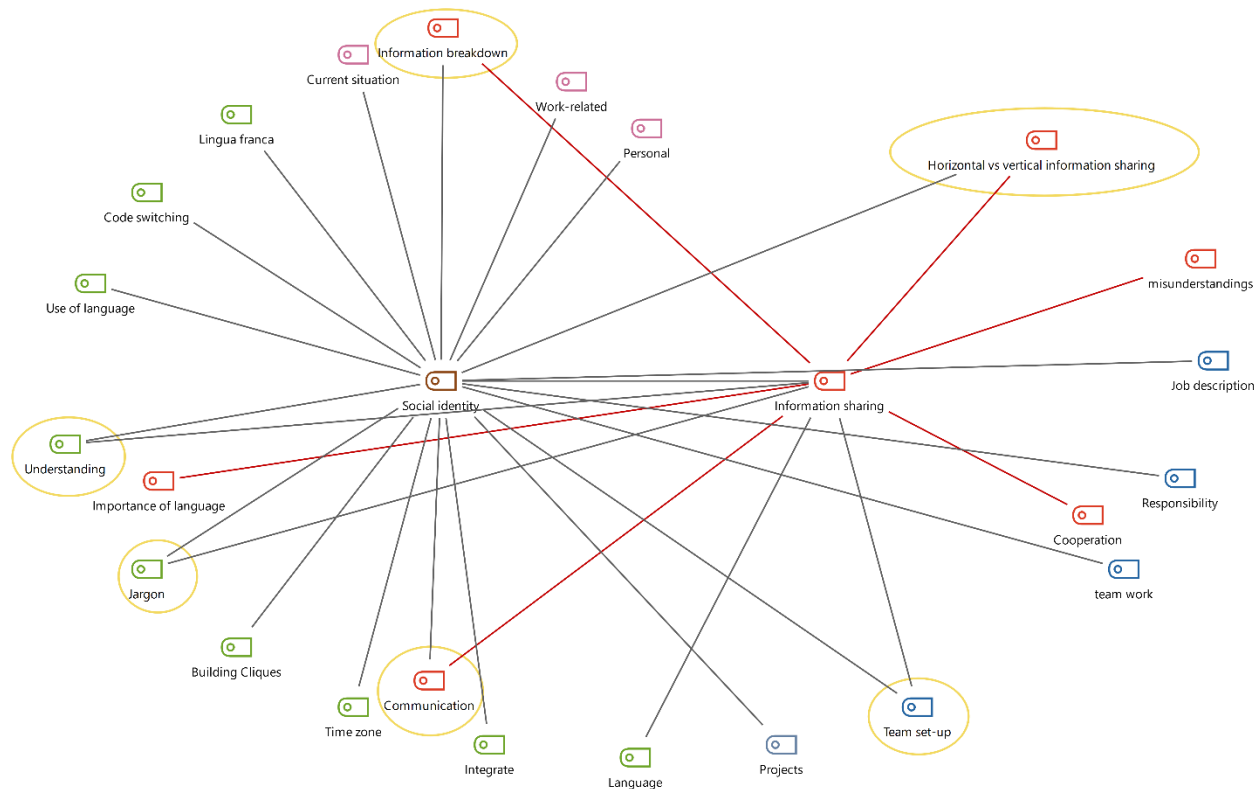 Information breakdown
Current situation
Work-related
Lingua franca
Personal
Horizontal vs vertical information sharing
Code switching
misunderstandings
Use of language
Job description
Social identity
Information sharing
Understanding
Importance of language
Responsibility
Cooperation
Jargon
team work
Building Cliques
Communication
Time zone
Team set-up
Integrate
Projects
Language